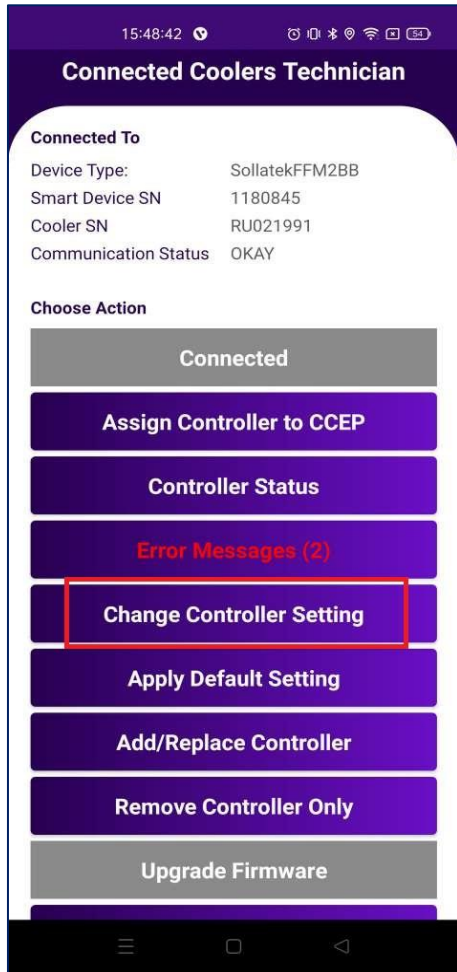 15:48:42 54
Connected Coolers Technician
Connected To
Device Type: SollatekFFM2BB
Smart Device SN 1180845
Cooler SN RU021991
Communication Status OKAY
Choose Action
Connected
Assign Controller to CCEP
Controller Status
Error Messages (2)
Change Controller Setting
Apply Default Setting
Add/Replace Controller
Remove Controller Only
Upgrade Firmware